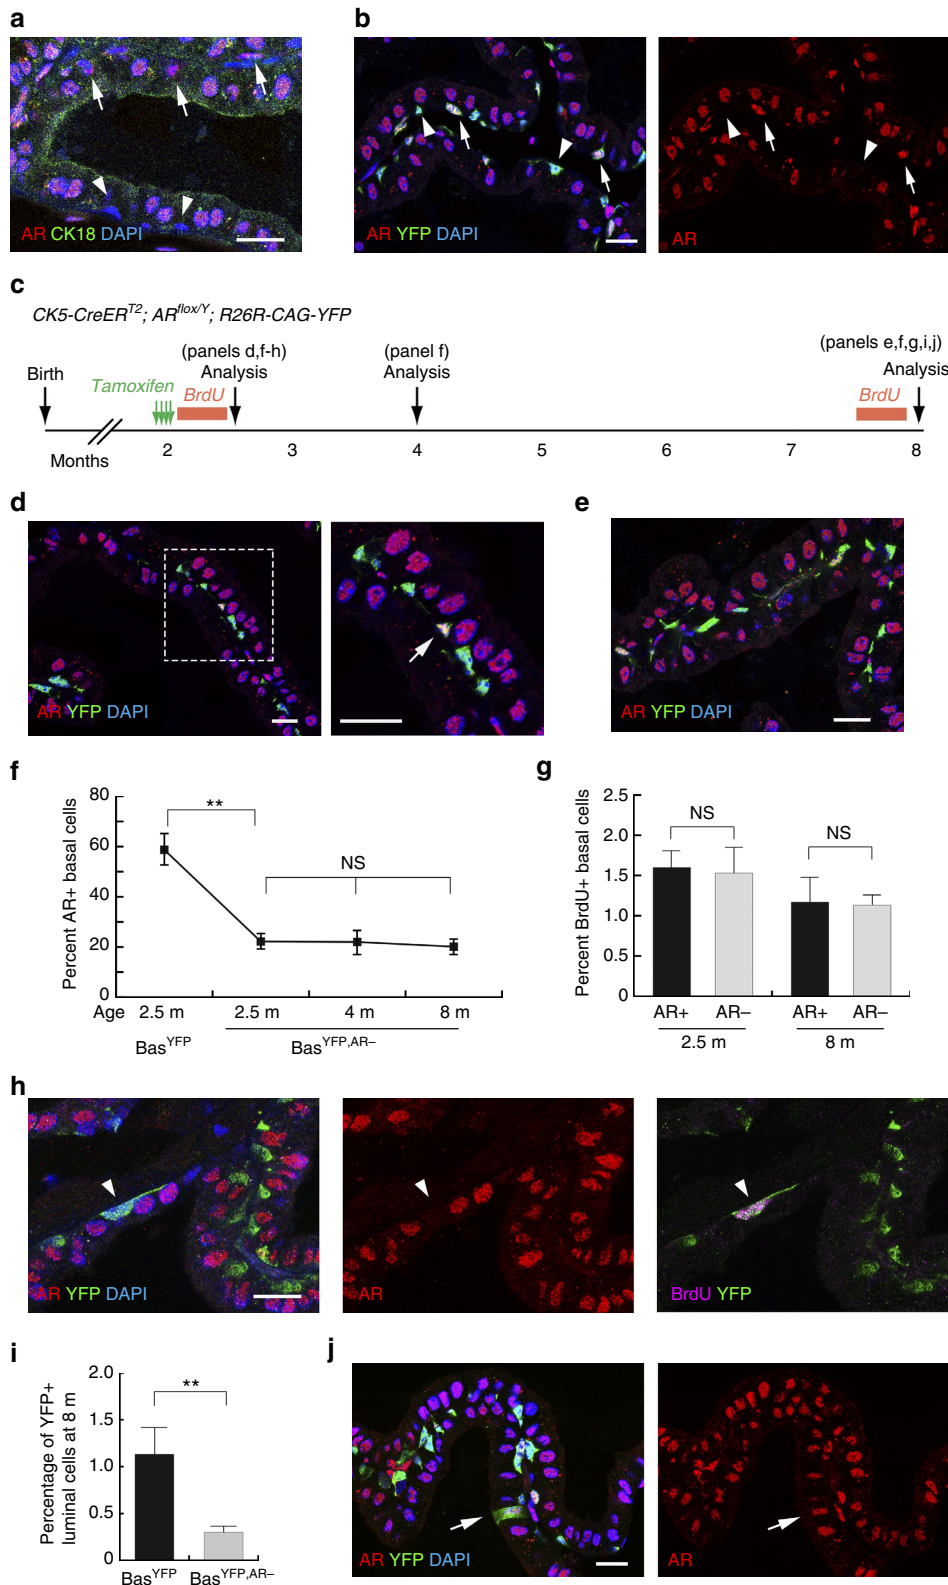 a
AR CK18 DAPI
b
AR YFP DAPI
AR
c
CK5-CreER^T2; AR^flox/Y; R26R-CAG-YFP
Birth
Tamoxifen
BrdU
(panels d,f-h)
Analysis
(panel f)
Analysis
(panels e,f,g,i,j)
Analysis
BrdU
Months
2 3 4 5 6 7 8
d
AR YFP DAPI
e
AR YFP DAPI
f
Percent AR+ basal cells
80
60
40
20
0
**
NS
Age 2.5 m 2.5 m 4 m 8 m
Bas^YFP Bas^YFP,AR–
g
Percent BrdU+ basal cells
2.5
2.0
1.5
1.0
0.5
0
NS
NS
AR+ AR– AR+ AR–
2.5 m 8 m
h
AR YFP DAPI
AR
BrdU YFP
i
Percentage of YFP+
luminal cells at 8 m
2.0
1.5
1.0
0.5
0
**
Bas^YFP Bas^YFP,AR–
j
AR YFP DAPI
AR